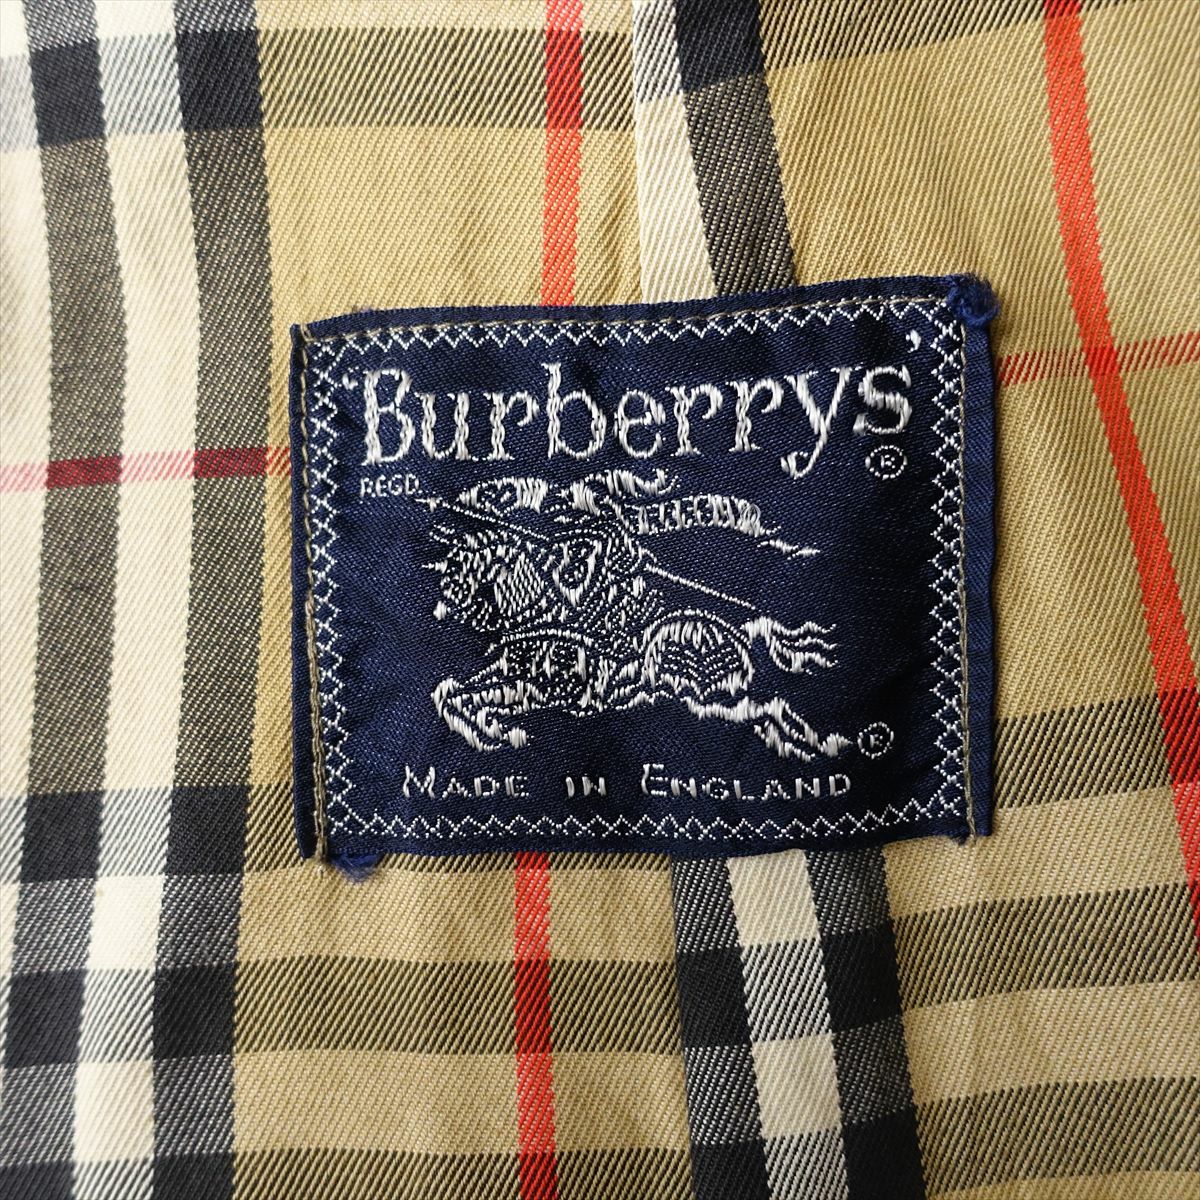 'Burberrys'
®
REGD.
®
MADE IN ENGLAND